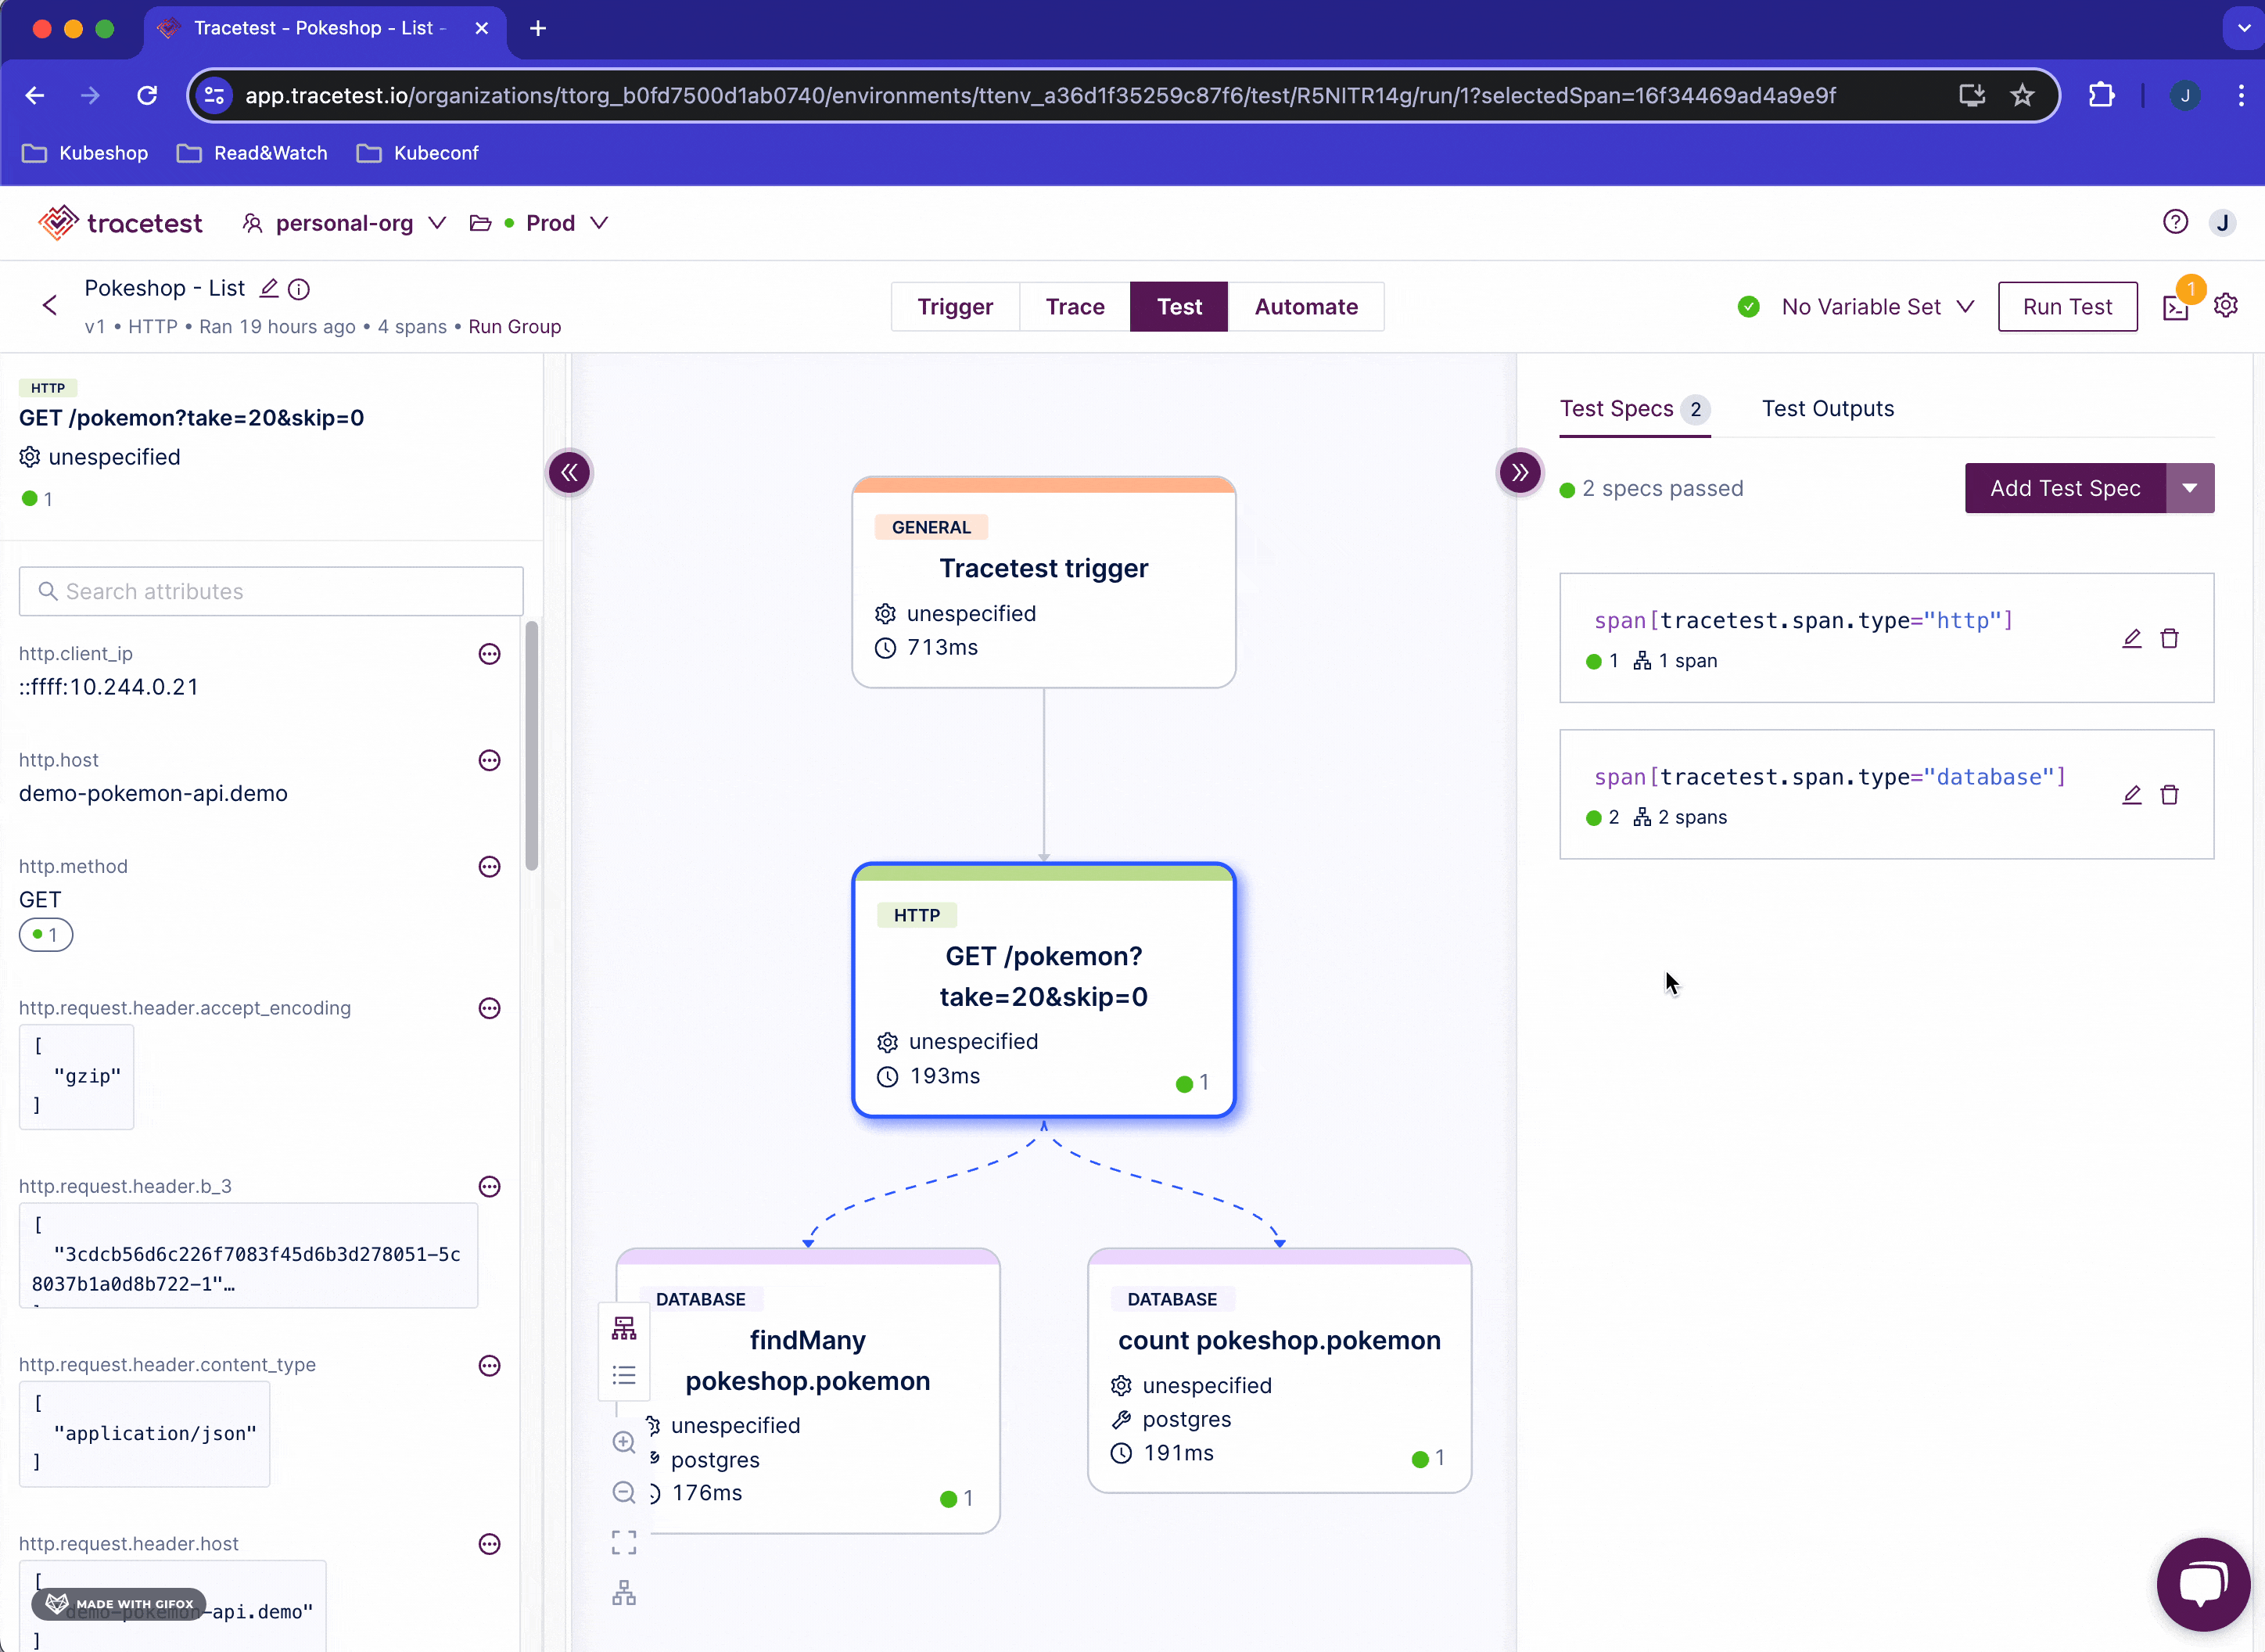 Tracetest - Pokeshop - List -
app.tracetest.io/organizations/ttorg_b0fd7500d1ab0740/environments/ttenv_a36d1f35259c87f6/test/R5NITR14g/run/1?selectedSpan=16f34469ad4a9e9f
J
Kubeshop
Read&Watch
Kubeconf
tracetest
personal-org
Prod
J
Pokeshop - List
v1 • HTTP • Ran 19 hours ago • 4 spans • Run Group
Trigger
Trace
Test
Automate
No Variable Set
Run Test
1
HTTP
GET /pokemon?take=20&skip=0
unespecified
1
Search attributes
http.client_ip
::ffff:10.244.0.21
http.host
demo-pokemon-api.demo
http.method
GET
1
http.request.header.accept_encoding
[
"gzip"
]
http.request.header.b_3
[
"3cdcb56d6c226f7083f45d6b3d278051-5c
8037b1a0d8b722-1"…
http.request.header.content_type
[
"application/json"
]
http.request.header.host
[
"demo-pokemon-api.demo"
]
MADE WITH GIFOX
GENERAL
Tracetest trigger
unespecified
713ms
HTTP
GET /pokemon?
take=20&skip=0
unespecified
193ms
1
DATABASE
findMany
pokeshop.pokemon
unespecified
postgres
176ms
1
DATABASE
count pokeshop.pokemon
unespecified
postgres
191ms
1
Test Specs 2
Test Outputs
2 specs passed
Add Test Spec
span[tracetest.span.type="http"]
1 1 span
span[tracetest.span.type="database"]
2 2 spans